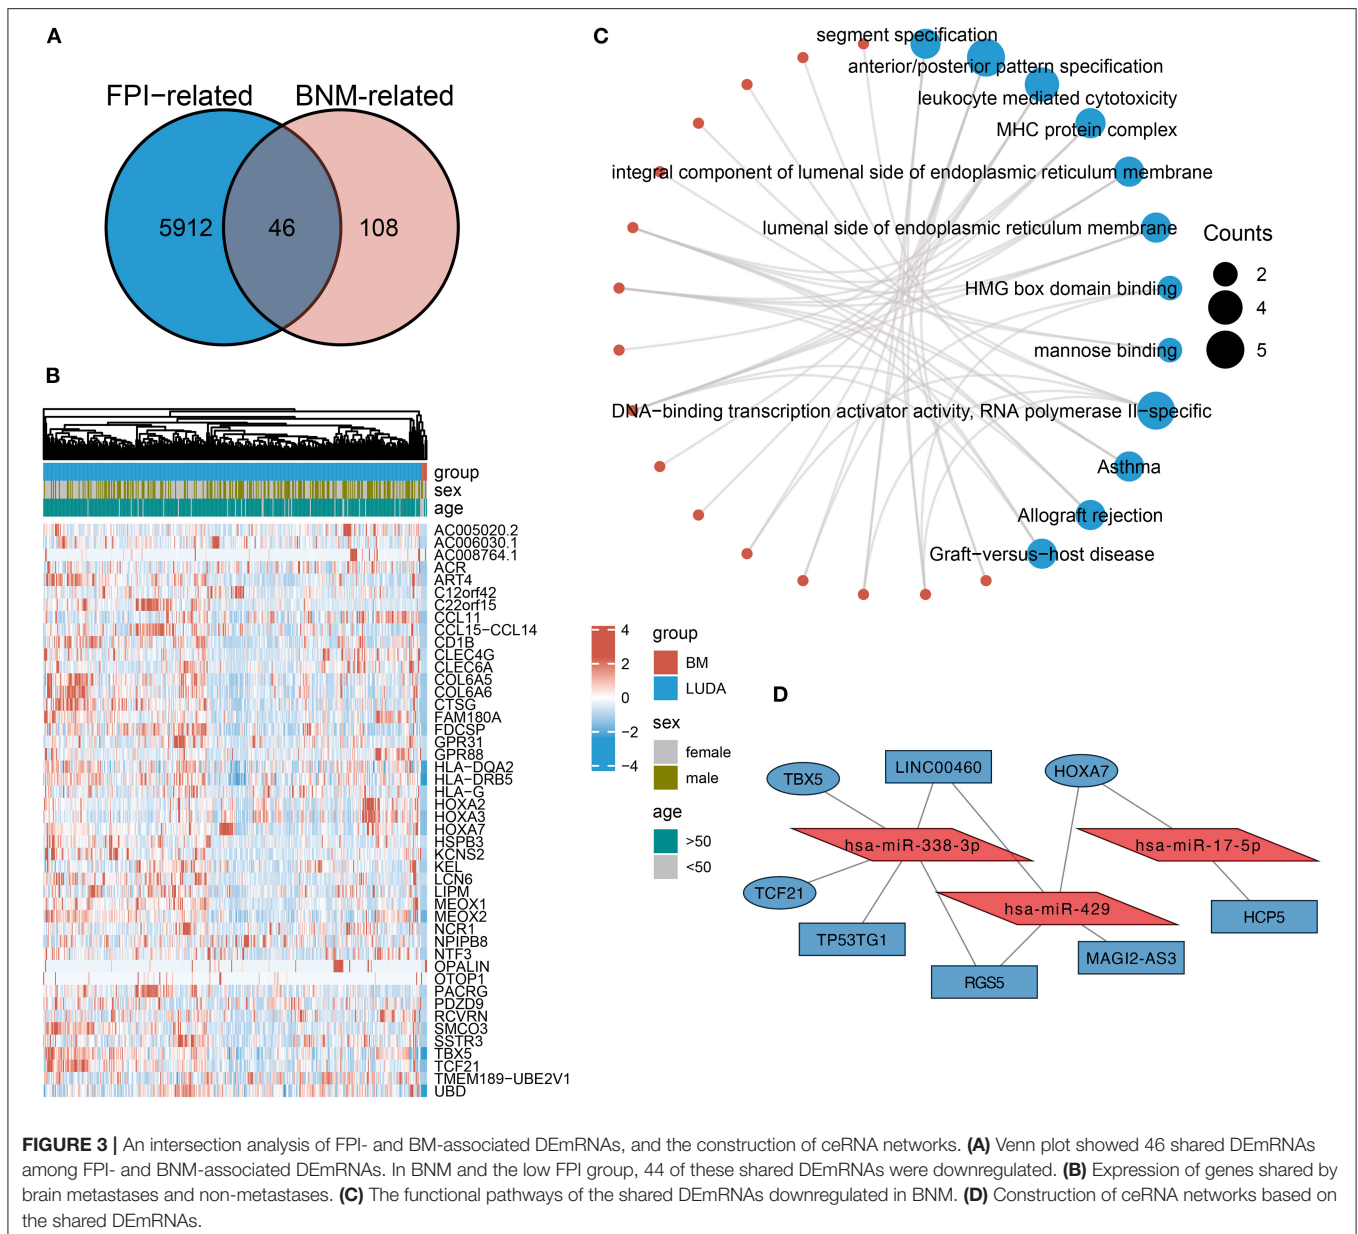 A
FPI−related
BNM−related
5912
46
108
B
group
sex
age
AC005020.2
AC006030.1
AC008764.1
ACR
ART4
C12orf42
C22orf15
CCL11
CCL15−CCL14
CD1B
CLEC4G
CLEC6A
COL6A5
COL6A6
CTSG
FAM180A
FDCSP
GPR31
GPR88
HLA−DQA2
HLA−DRB5
HLA−G
HOXA2
HOXA3
HOXA7
HSPB3
KCNS2
KEL
LCN6
LIPM
MEOX1
MEOX2
NCR1
NPIPB8
NTF3
OPALIN
OTOP1
PACRG
PDZD9
RCVRN
SMCO3
SSTR3
TBX5
TCF21
TMEM189−UBE2V1
UBD
4
2
0
−2
−4
group
BM
LUDA
sex
female
male
age
>50
<50
C
segment specification
anterior/posterior pattern specification
leukocyte mediated cytotoxicity
MHC protein complex
integral component of lumenal side of endoplasmic reticulum membrane
lumenal side of endoplasmic reticulum membrane
HMG box domain binding
mannose binding
DNA−binding transcription activator activity, RNA polymerase II−specific
Asthma
Allograft rejection
Graft−versus−host disease
Counts
2
4
5
D
TBX5
LINC00460
HOXA7
hsa-miR-338-3p
hsa-miR-17-5p
TCF21
hsa-miR-429
HCP5
TP53TG1
MAGI2-AS3
RGS5
FIGURE 3 | An intersection analysis of FPI- and BM-associated DEmRNAs, and the construction of ceRNA networks. (A) Venn plot showed 46 shared DEmRNAs
among FPI- and BNM-associated DEmRNAs. In BNM and the low FPI group, 44 of these shared DEmRNAs were downregulated. (B) Expression of genes shared by
brain metastases and non-metastases. (C) The functional pathways of the shared DEmRNAs downregulated in BNM. (D) Construction of ceRNA networks based on
the shared DEmRNAs.